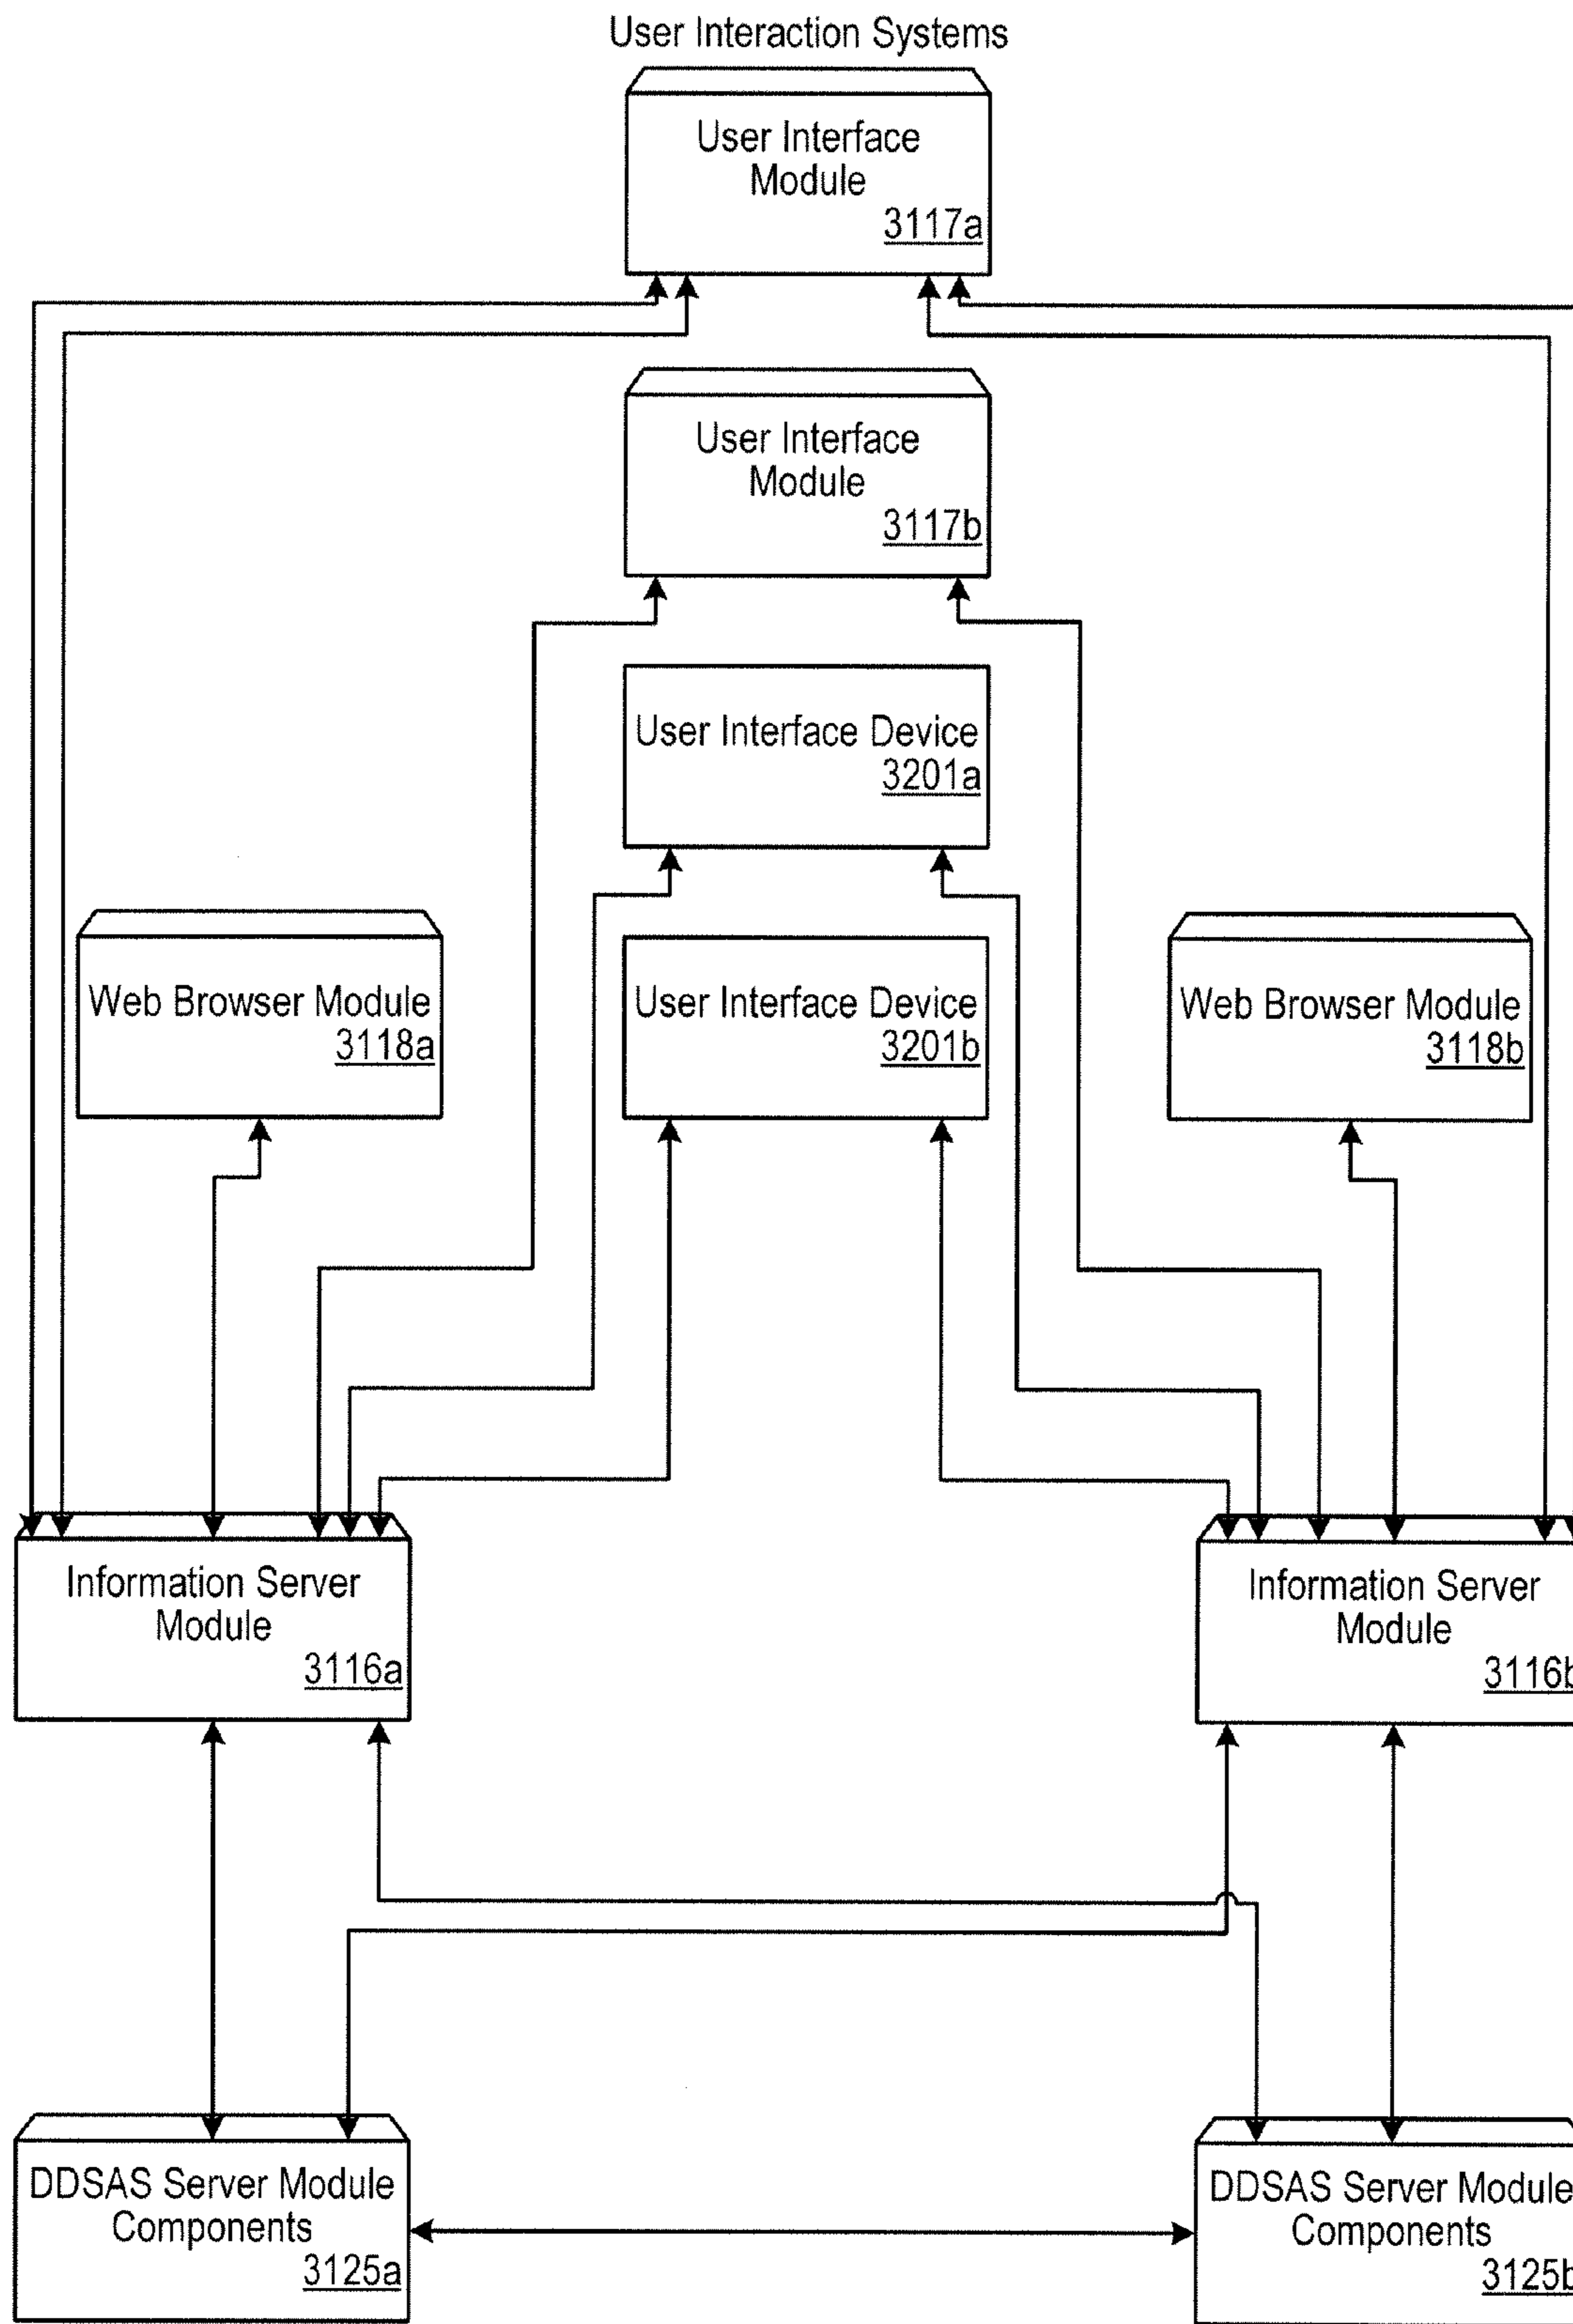 User Interaction Systems
User Interface
Module
3117a
User Interface
Module
3117b
User Interface Device
3201a
Web Browser Module
3118a
User Interface Device
3201b
Web Browser Module
3118b
Information Server
Module
3116a
Information Server
Module
3116b
DDSAS Server Module
Components
3125a
DDSAS Server Module
Components
3125b